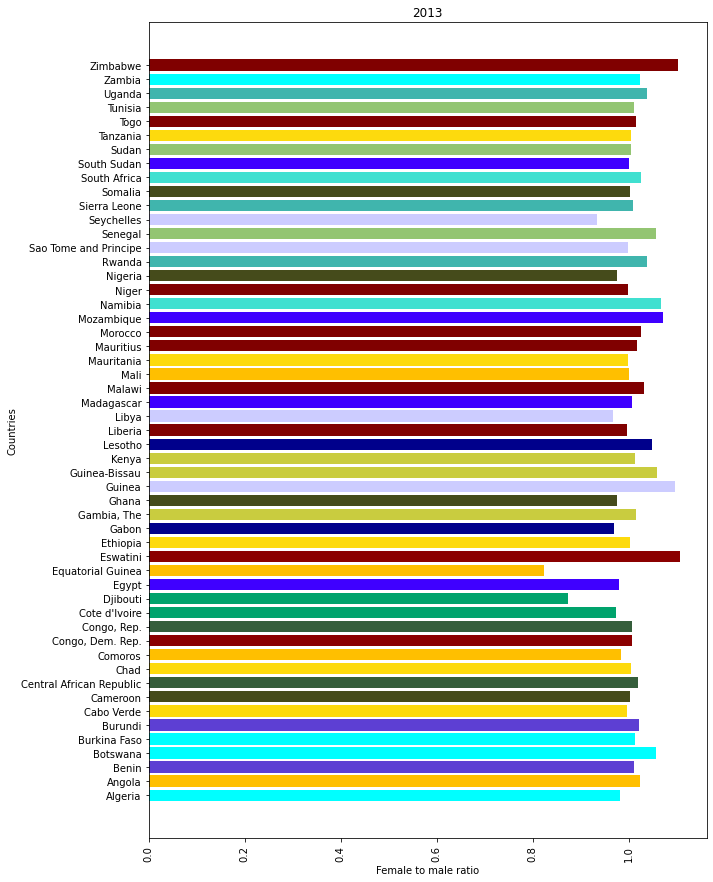 2013
Zimbabwe
Zambia
Uganda
Tunisia
Togo
Tanzania
Sudan
South Sudan
South Africa
Somalia
Sierra Leone
Seychelles
Senegal
Sao Tome and Principe
Rwanda
Nigeria
Niger
Namibia
Mozambique
Morocco
Mauritius
Mauritania
Mali
Malawi
Madagascar
Libya
Liberia
Lesotho
Kenya
Guinea-Bissau
Guinea
Ghana
Gambia, The
Gabon
Ethiopia
Eswatini
Equatorial Guinea
Egypt
Djibouti
Cote d'Ivoire
Congo, Rep.
Congo, Dem. Rep.
Comoros
Chad
Central African Republic
Cameroon
Cabo Verde
Burundi
Burkina Faso
Botswana
Benin
Angola
Algeria
Countries
0.0 0.2 0.4 0.6 0.8 1.0
Female to male ratio